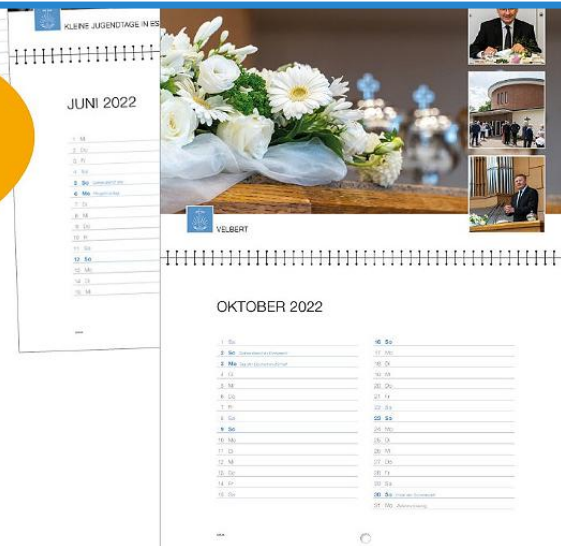 KLEINE JUGENDTAGE IN ES
JUNI 2022
1 Mi
2 Do
3 Fr
4 Sa
5 So
6 Mo
7 Di
8 Mi
9 Do
10 Fr
11 Sa
12 So
13 Mo
14 Di
15 Mi
VELBERT
OKTOBER 2022
1 Sa
2 So
3 Mo
4 Di
5 Mi
6 Do
7 Fr
8 Sa
9 So
10 Mo
11 Di
12 Mi
13 Do
14 Fr
15 Sa
16 So
17 Mo
18 Di
19 Mi
20 Do
21 Fr
22 Sa
23 So
24 Mo
25 Di
26 Mi
27 Do
28 Fr
29 Sa
30 So
31 Mo